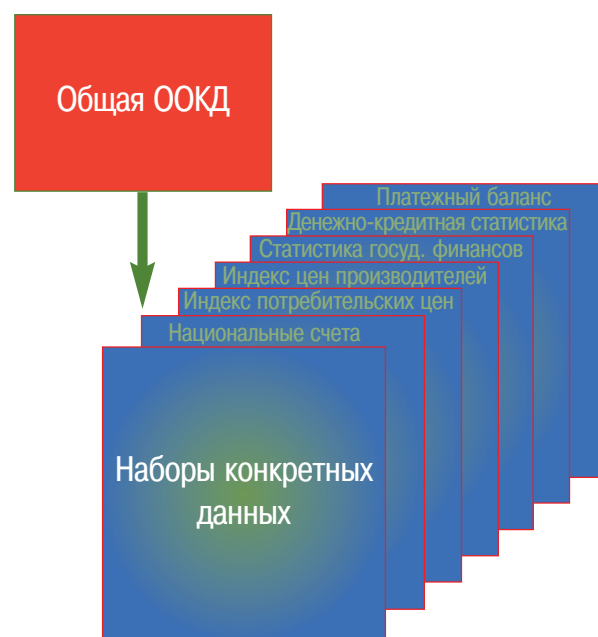 Общая ООКД
Платежный баланс
Денежно-кредитная статистика
Статистика госуд. финансов
Индекс цен производителей
Индекс потребительских цен
Национальные счета
Наборы конкретных
данных